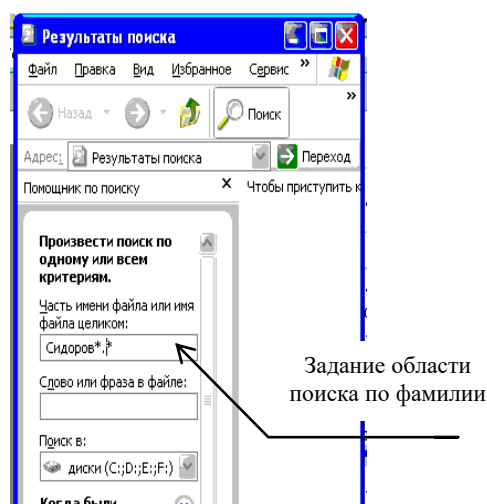 Результаты поиска
Файл Правка Вид Избранное Сервис »
Назад Поиск »
Адрес: Результаты поиска Переход
Помощник по поиску x Чтобы приступить к
Произвести поиск по
одному или всем
критериям.
Часть имени файла или имя
файла целиком:
Сидоров*.*
Слово или фраза в файле:
Поиск в:
диски (C:;D:;E:;F:)
Когда были
Задание области
поиска по фамилии